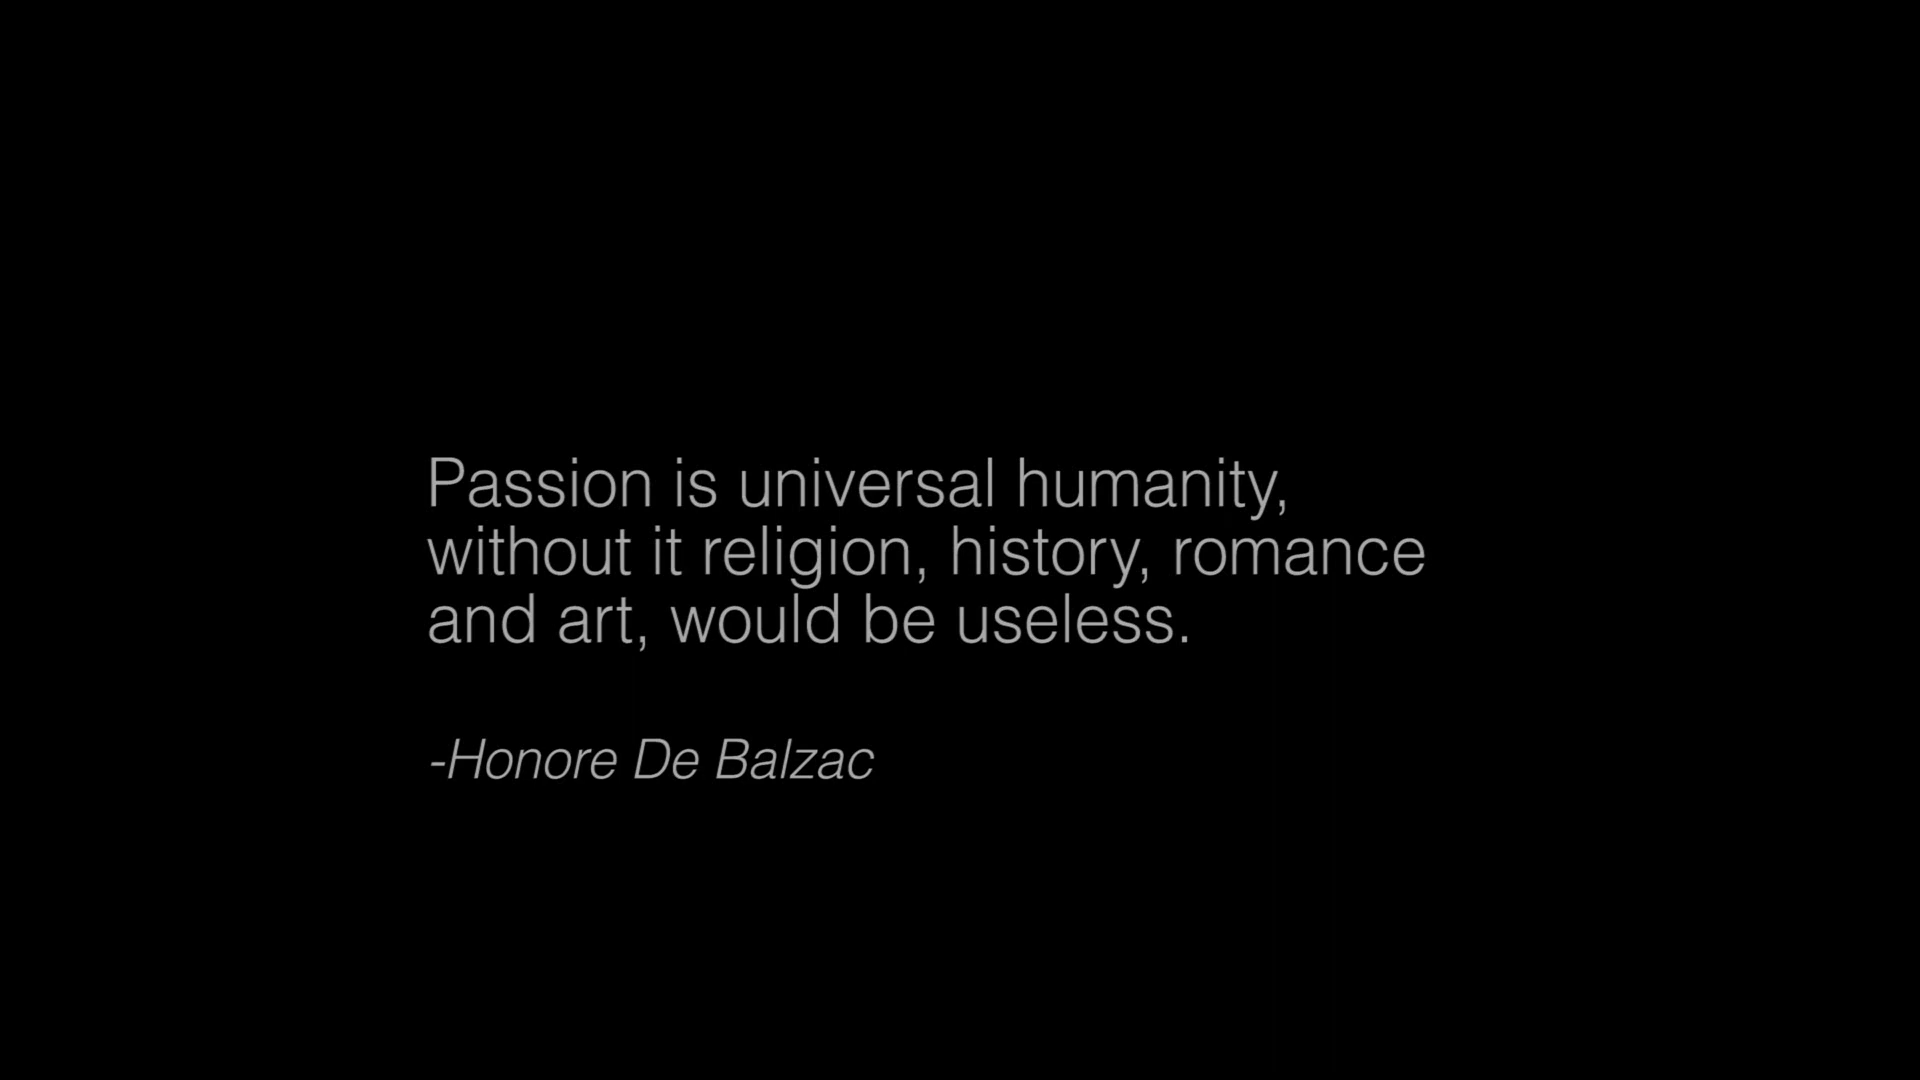 Passion is universal humanity,
without it religion, history, romance
and art, would be useless.
-Honore De Balzac